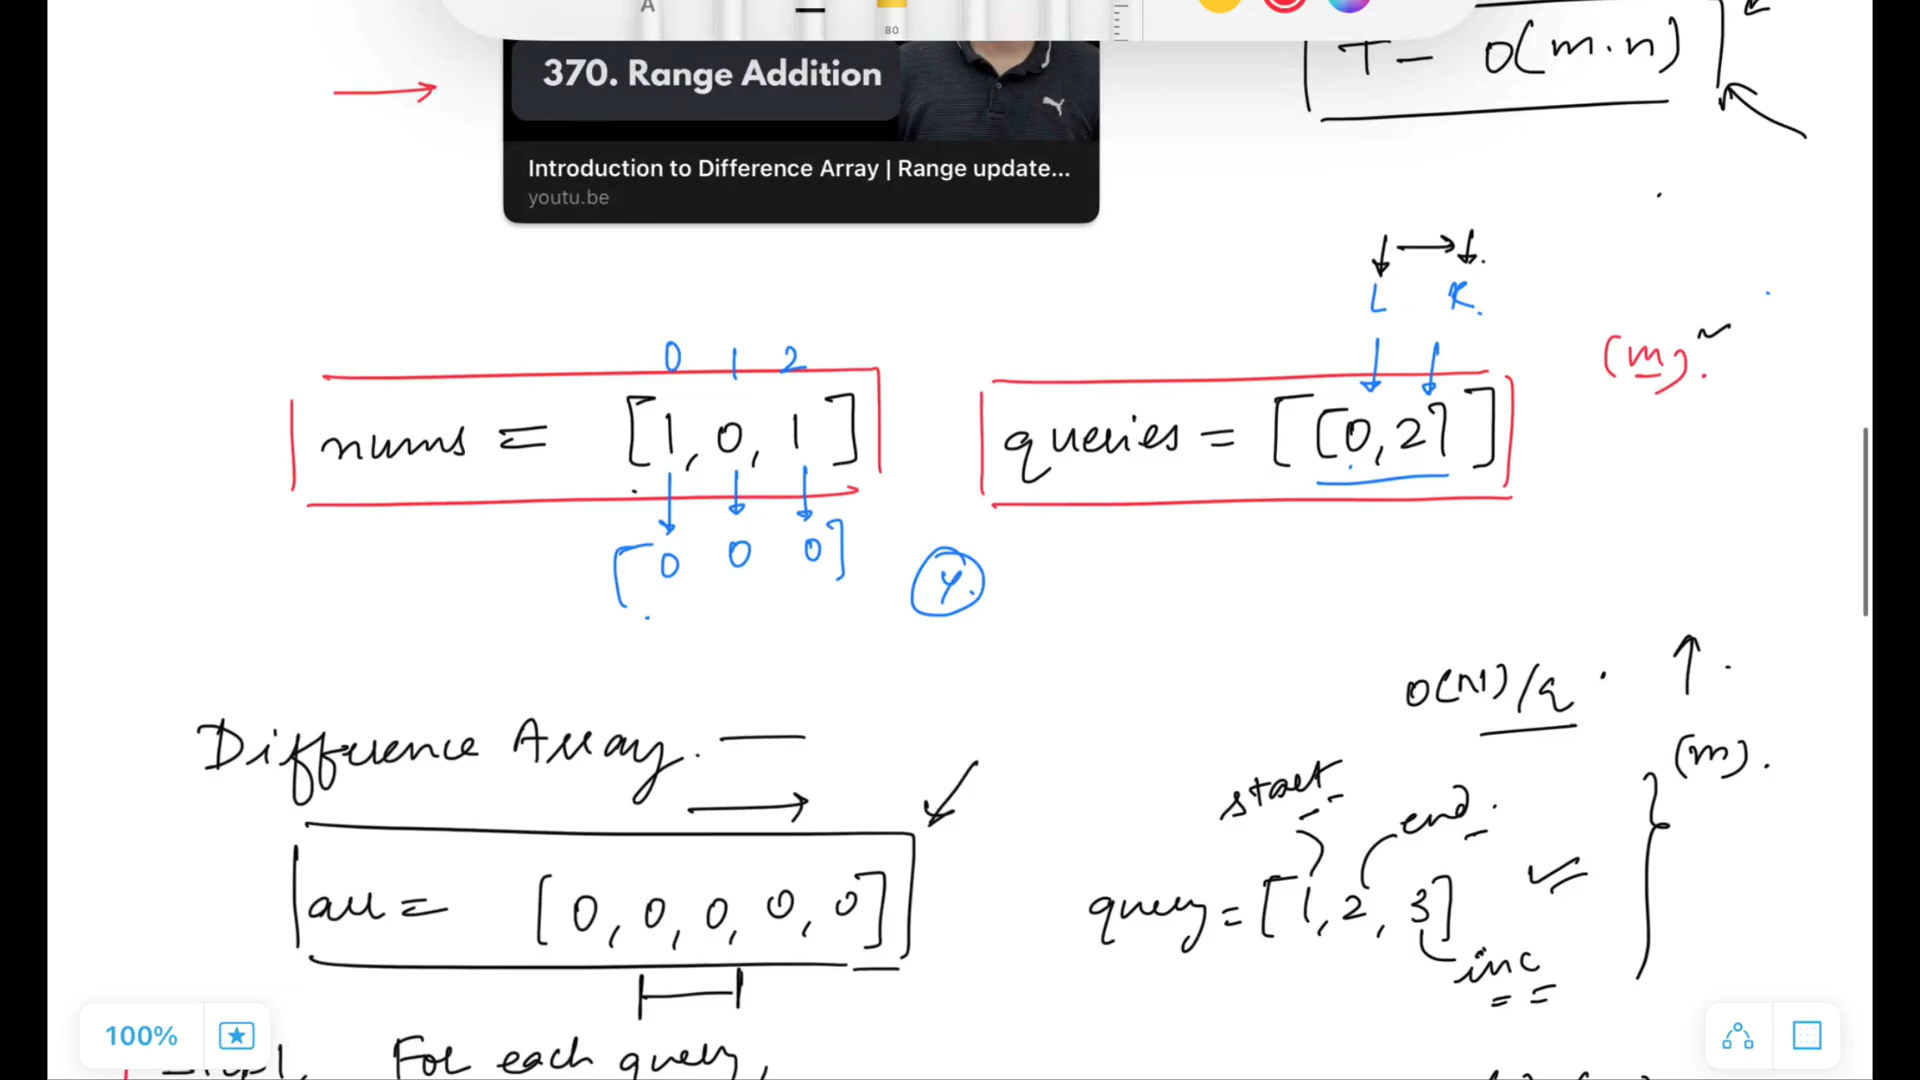 A
80
T - O(m.n)
370. Range Addition
Introduction to Difference Array | Range update...
youtu.be
L R.
0 1 2
(m).
nums = [1, 0, 1]
queries = [[0,2]]
[0 0 0]
Y.
O(n) / q
Difference Array.
(m).
start
end.
arr = [0, 0, 0, 0, 0]
query = [1, 2, 3]
inc
100%
For each query,